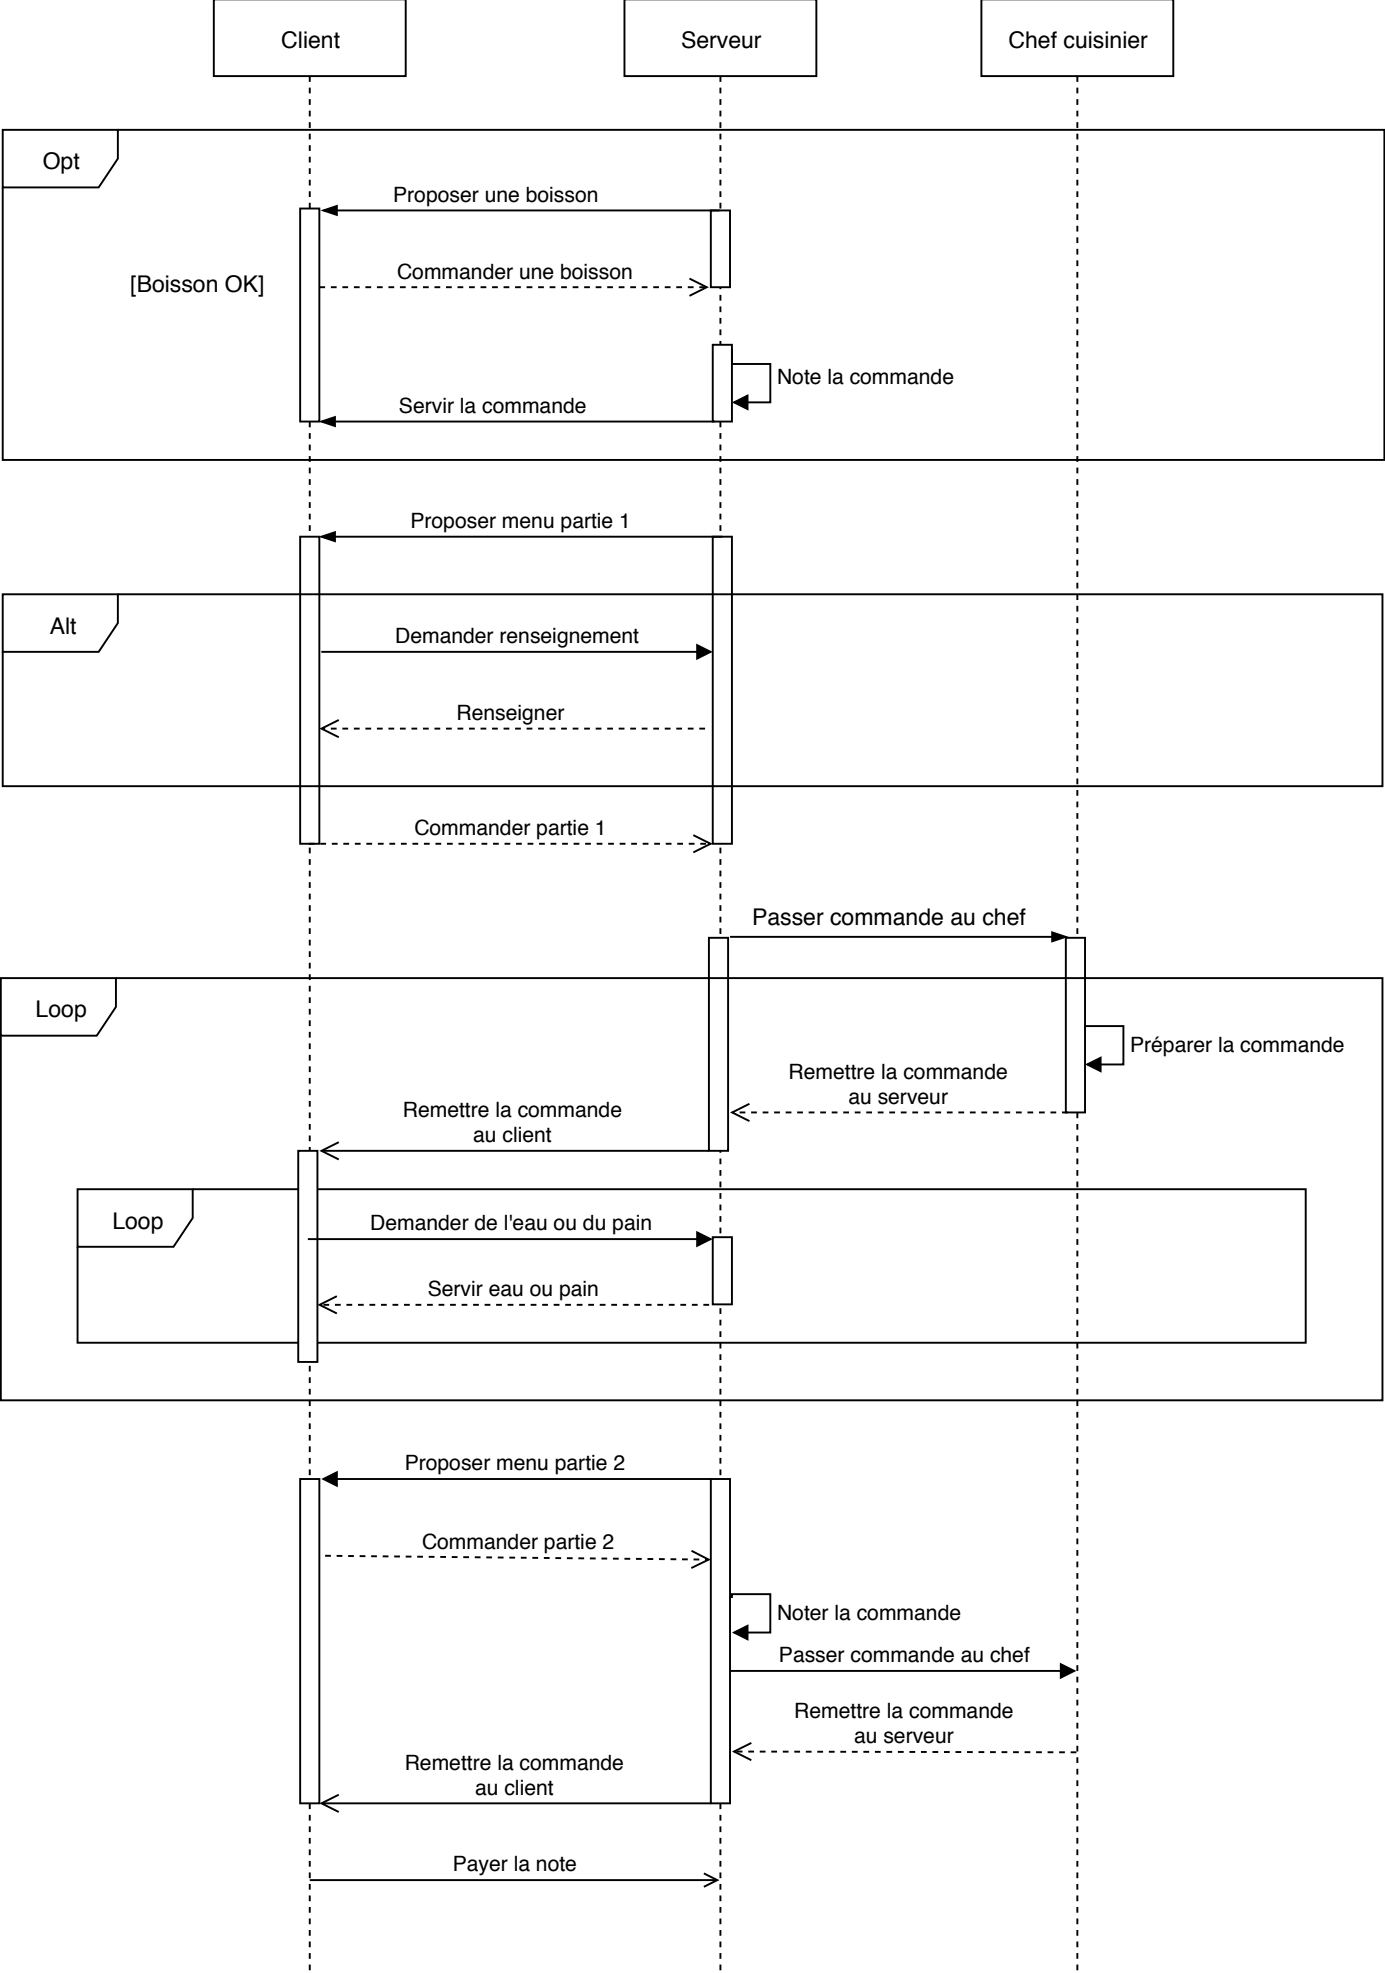 Client
Serveur
Chef cuisinier
Opt
Proposer une boisson
Commander une boisson
[Boisson OK]
Note la commande
Servir la commande
Proposer menu partie 1
Alt
Demander renseignement
Renseigner
Commander partie 1
Passer commande au chef
Loop
Préparer la commande
Remettre la commande
au serveur
Remettre la commande
au client
Loop
Demander de l'eau ou du pain
Servir eau ou pain
Proposer menu partie 2
Commander partie 2
Noter la commande
Passer commande au chef
Remettre la commande
au serveur
Remettre la commande
au client
Payer la note